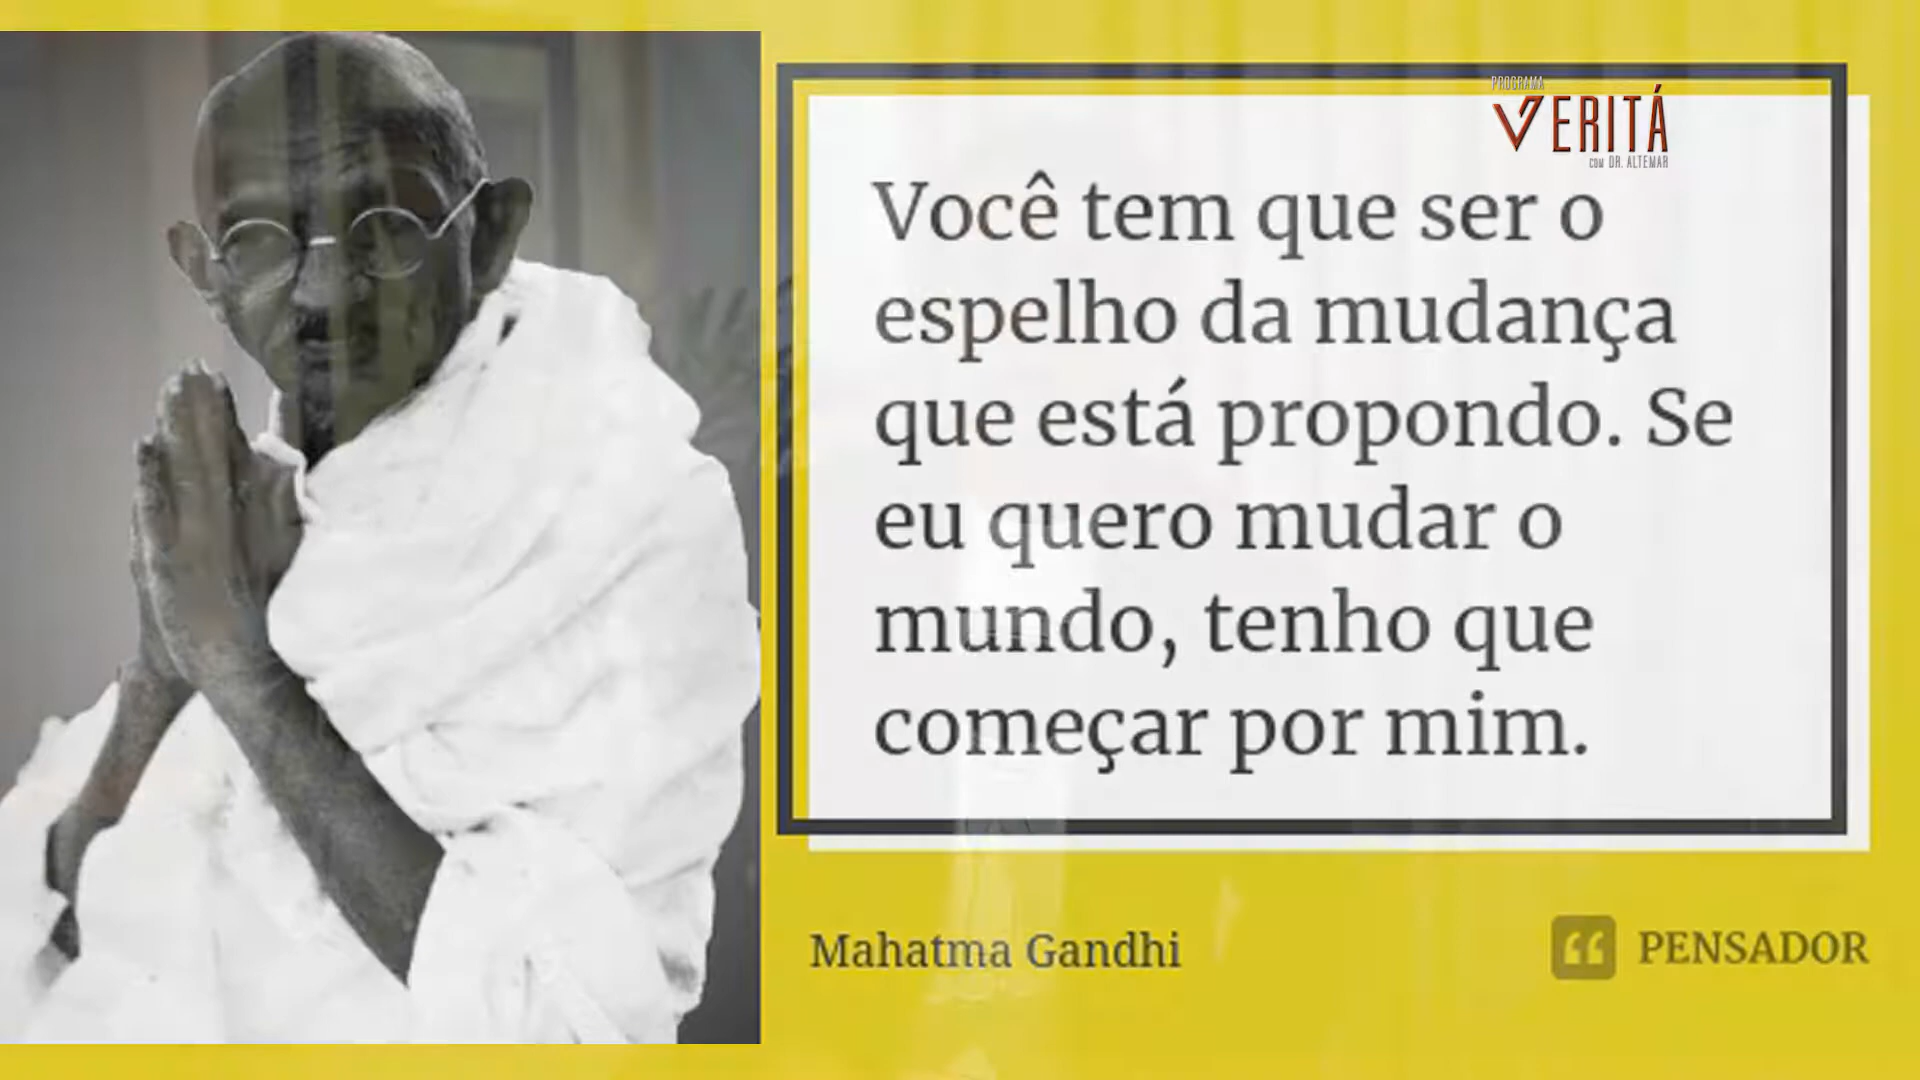 PROGRAMA
VERITÁ
COM DR. ALTEMAR
Você tem que ser o
espelho da mudança
que está propondo. Se
eu quero mudar o
mundo, tenho que
começar por mim.
Mahatma Gandhi
PENSADOR